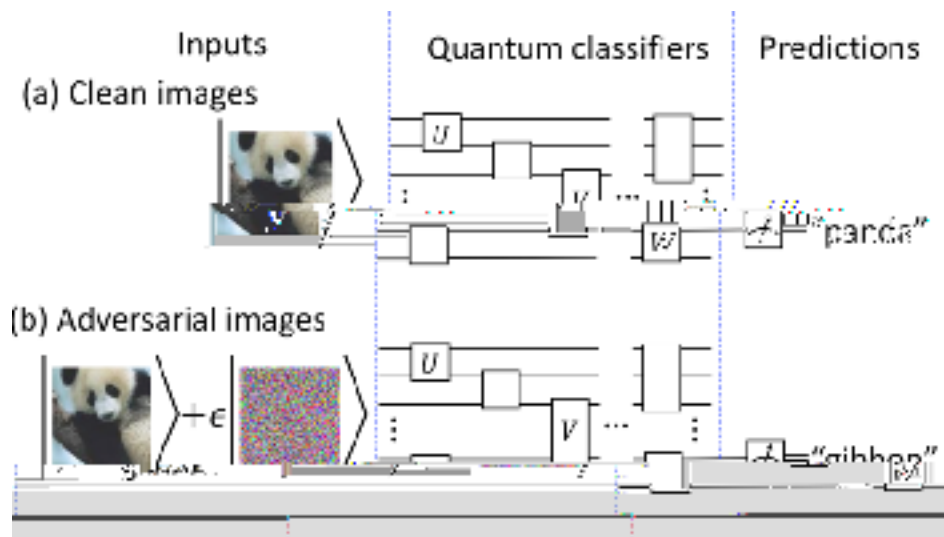 Inputs
Quantum classifiers
Predictions
(a) Clean images
U
V
...
W
"panda"
(b) Adversarial images
U
+ϵ
V
...
"gibbon"
W